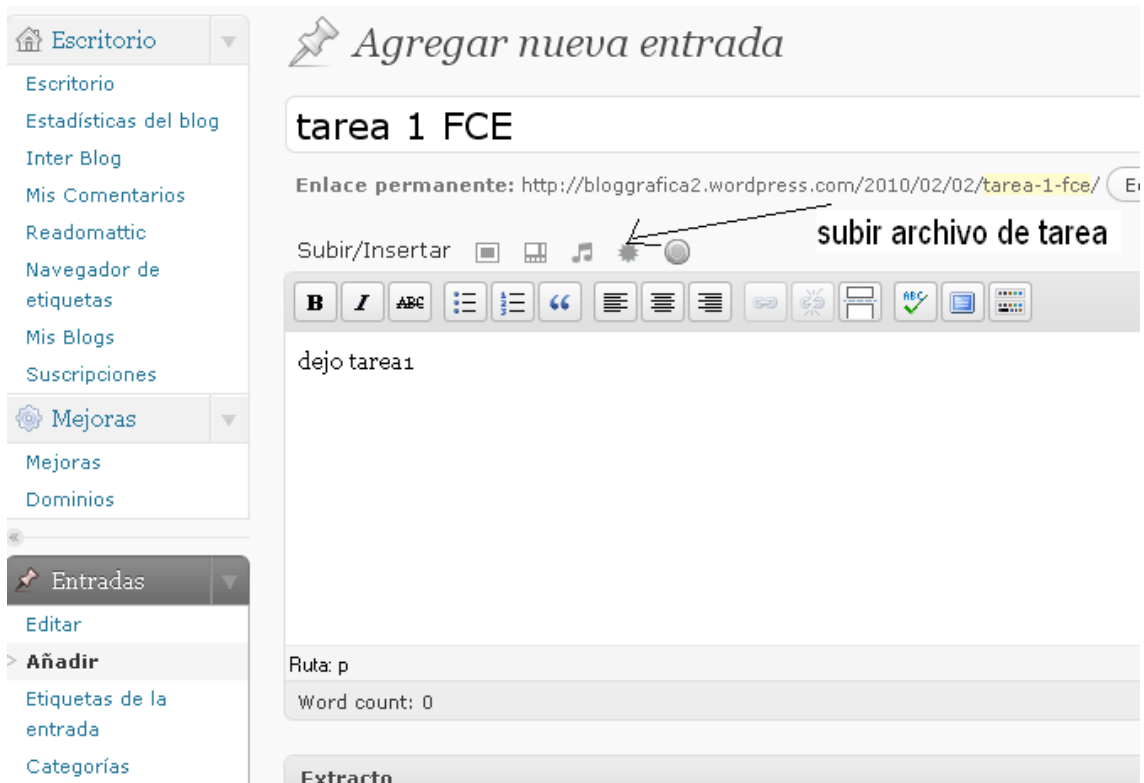 Escritorio
Escritorio
Estadísticas del blog
Inter Blog
Mis Comentarios
Readomattic
Navegador de
etiquetas
Mis Blogs
Suscripciones
Mejoras
Mejoras
Dominios
Entradas
Editar
Añadir
Etiquetas de la
entrada
Categorías
Agregar nueva entrada
tarea 1 FCE
Enlace permanente: http://bloggrafica2.wordpress.com/2010/02/02/tarea-1-fce/
subir archivo de tarea
Subir/Insertar
B I ABC ABC
dejo tarea1
Ruta: p
Word count: 0
Extracto